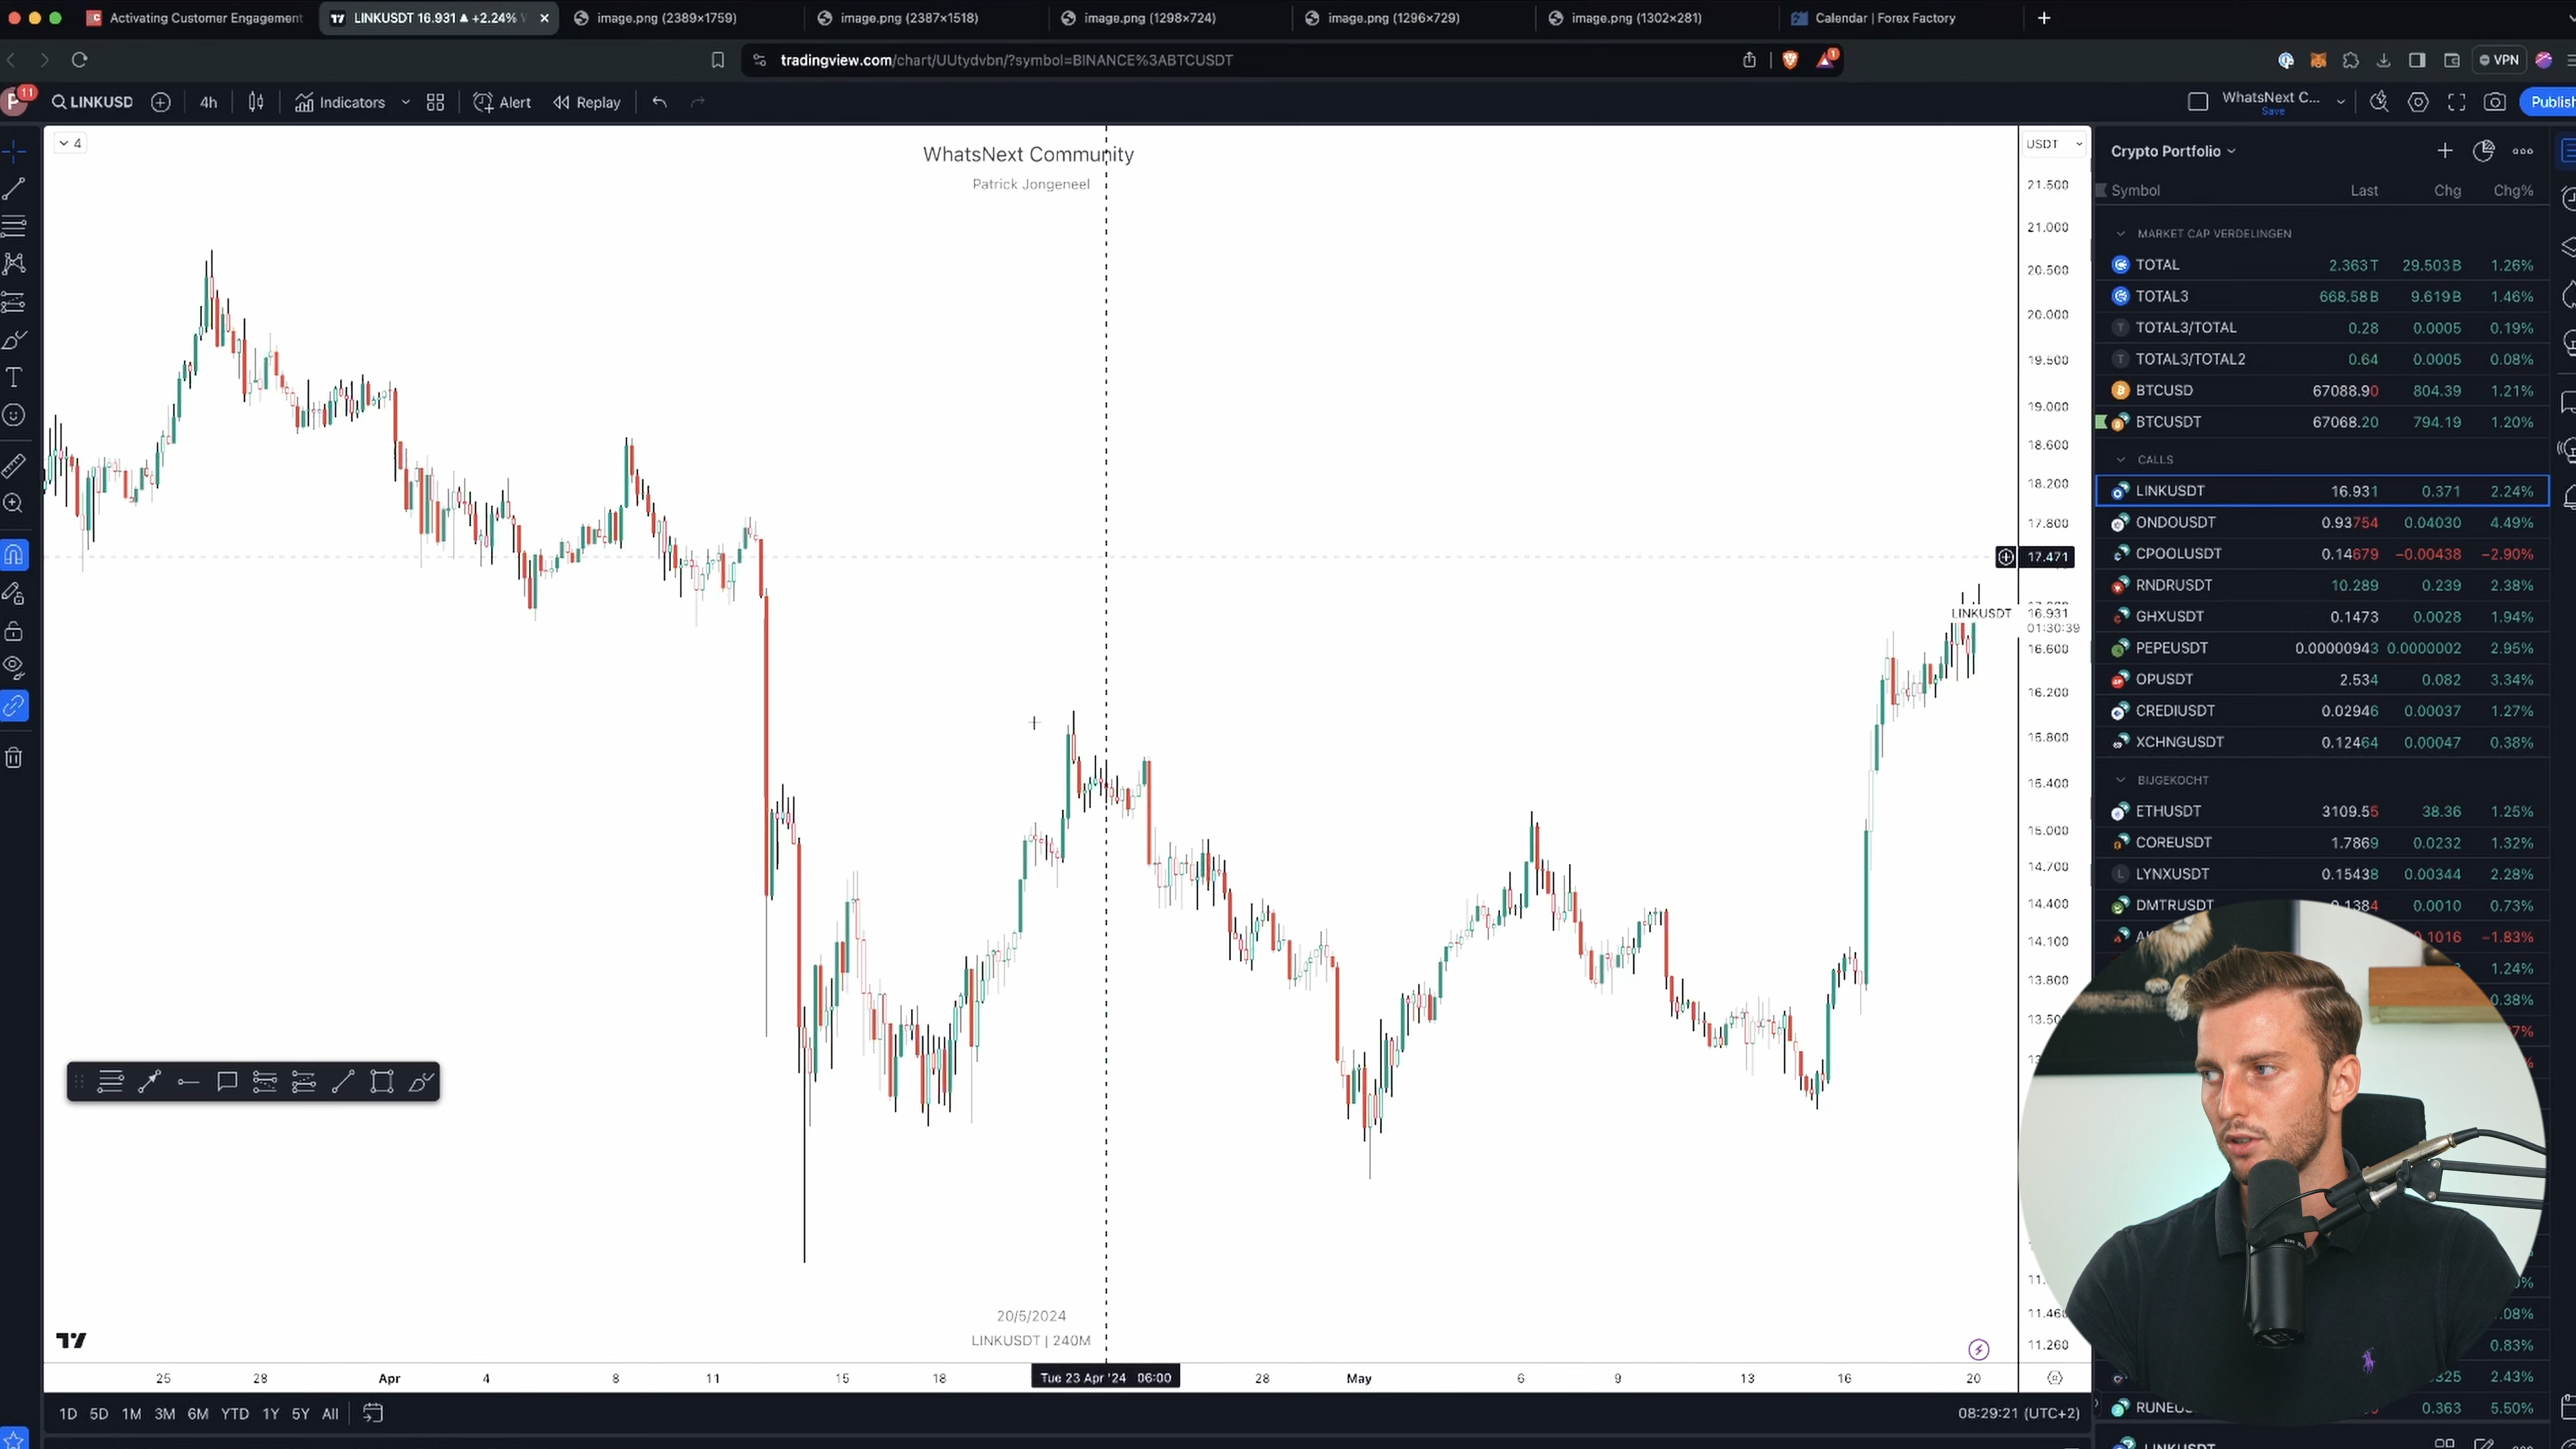 Activating Customer Engagement
LINKUSDT 16.931 ▲ +2.24%
image.png (2389×1759)
image.png (2387×1518)
image.png (1298×724)
image.png (1296×729)
image.png (1302×281)
Calendar | Forex Factory
tradingview.com/chart/UUtydvbn/?symbol=BINANCE%3ABTCUSDT
1
VPN
11
LINKUSD
4h
Indicators
Alert
Replay
WhatsNext C...
Save
Publish
4
WhatsNext Community
Patrick Jongeneel
USDT
21.500
21.000
20.500
20.000
19.500
19.000
18.600
18.200
17.800
17.471
LINKUSDT 16.931
01:30:39
16.600
16.200
15.800
15.400
15.000
14.700
14.400
14.100
13.800
11.260
20/5/2024
LINKUSDT | 240M
25 28 Apr 4 8 11 15 18 Tue 23 Apr '24 06:00 28 May 6 9 13 16 20
1D 5D 1M 3M 6M YTD 1Y 5Y All
08:29:21 (UTC+2)
Crypto Portfolio
Symbol Last Chg Chg%
MARKET CAP VERDELINGEN
TOTAL 2.363 T 29.503 B 1.26%
TOTAL3 668.58 B 9.619 B 1.46%
TOTAL3/TOTAL 0.28 0.0005 0.19%
TOTAL3/TOTAL2 0.64 0.0005 0.08%
BTCUSD 67088.90 804.39 1.21%
BTCUSDT 67068.20 794.19 1.20%
CALLS
LINKUSDT 16.931 0.371 2.24%
ONDOUSDT 0.93754 0.04030 4.49%
CPOOLUSDT 0.14679 −0.00438 −2.90%
RNDRUSDT 10.289 0.239 2.38%
GHXUSDT 0.1473 0.0028 1.94%
PEPEUSDT 0.00000943 0.0000002 2.95%
OPUSDT 2.534 0.082 3.34%
CREDIUSDT 0.02946 0.00037 1.27%
XCHNGUSDT 0.12464 0.00047 0.38%
BIJGEKOCHT
ETHUSDT 3109.55 38.36 1.25%
COREUSDT 1.7869 0.0232 1.32%
LYNXUSDT 0.15438 0.00344 2.28%
DMTRUSDT 0.1384 0.0010 0.73%
−1.83%
1.24%
0.38%
0.83%
2.43%
0.363 5.50%
LINKUSDT